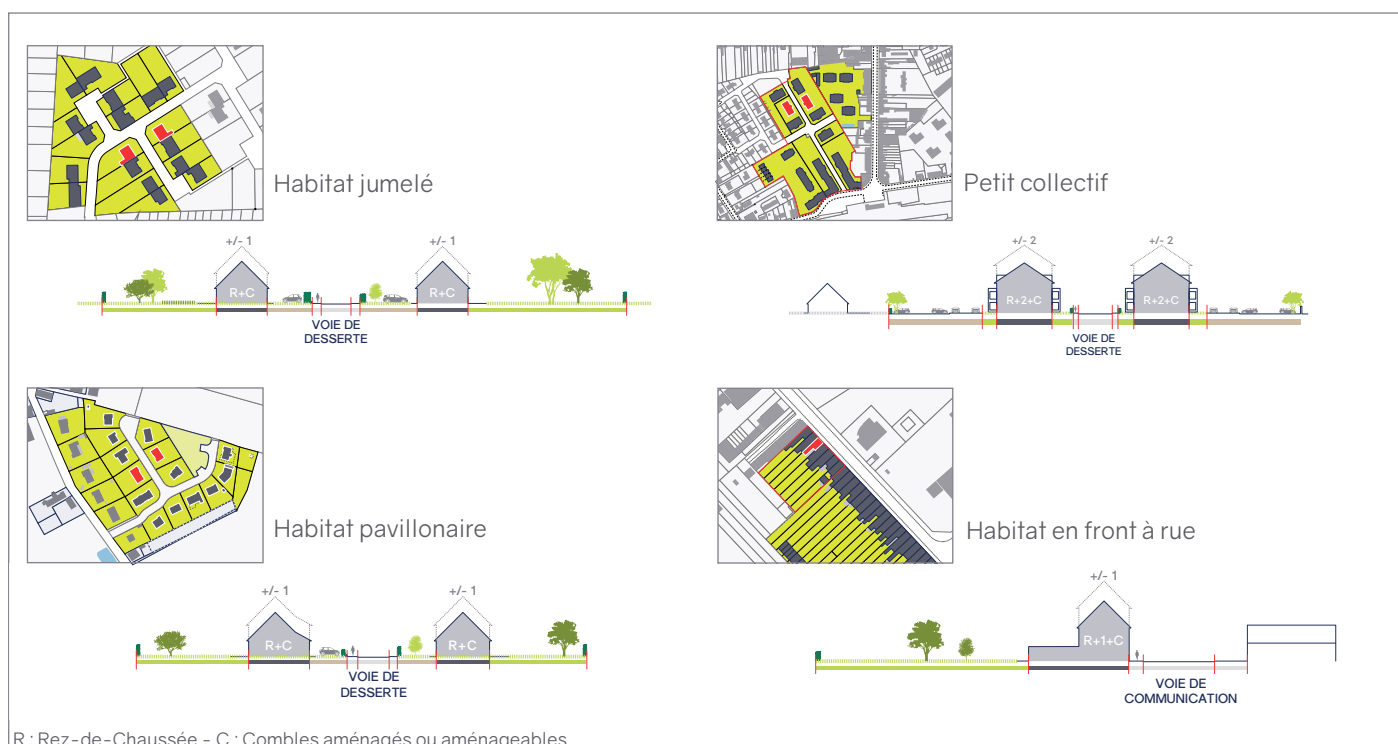 Habitat jumelé
+/- 1
+/- 1
R+C
R+C
VOIE DE
DESSERTE
Petit collectif
+/- 2
+/- 2
R+2+C
R+2+C
VOIE DE
DESSERTE
Habitat pavillonaire
+/- 1
+/- 1
R+C
R+C
VOIE DE
DESSERTE
Habitat en front à rue
+/- 1
R+1+C
VOIE DE
COMMUNICATION
R : Rez-de-Chaussée - C : Combles aménagés ou aménageables